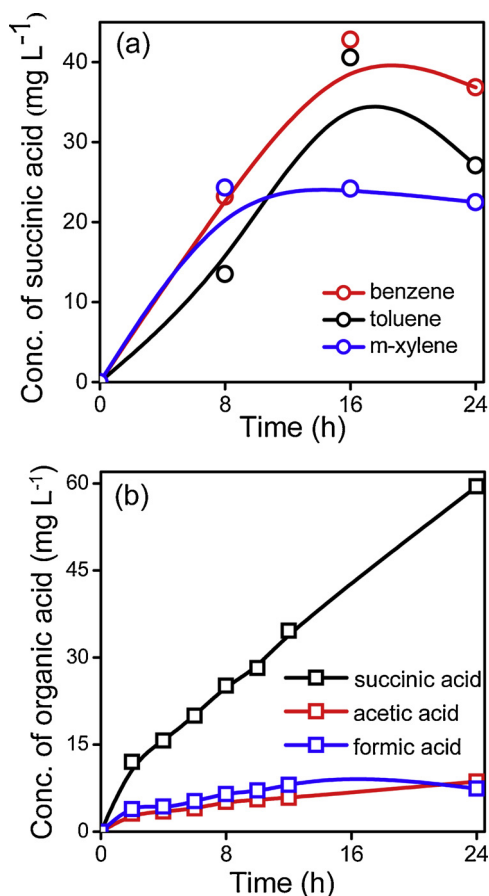 (a)
Conc. of succinic acid (mg L⁻¹)
40
30
20
10
0
benzene
toluene
m-xylene
0 8 16 24
Time (h)
(b)
Conc. of organic acid (mg L⁻¹)
60
45
30
15
0
succinic acid
acetic acid
formic acid
0 8 16 24
Time (h)